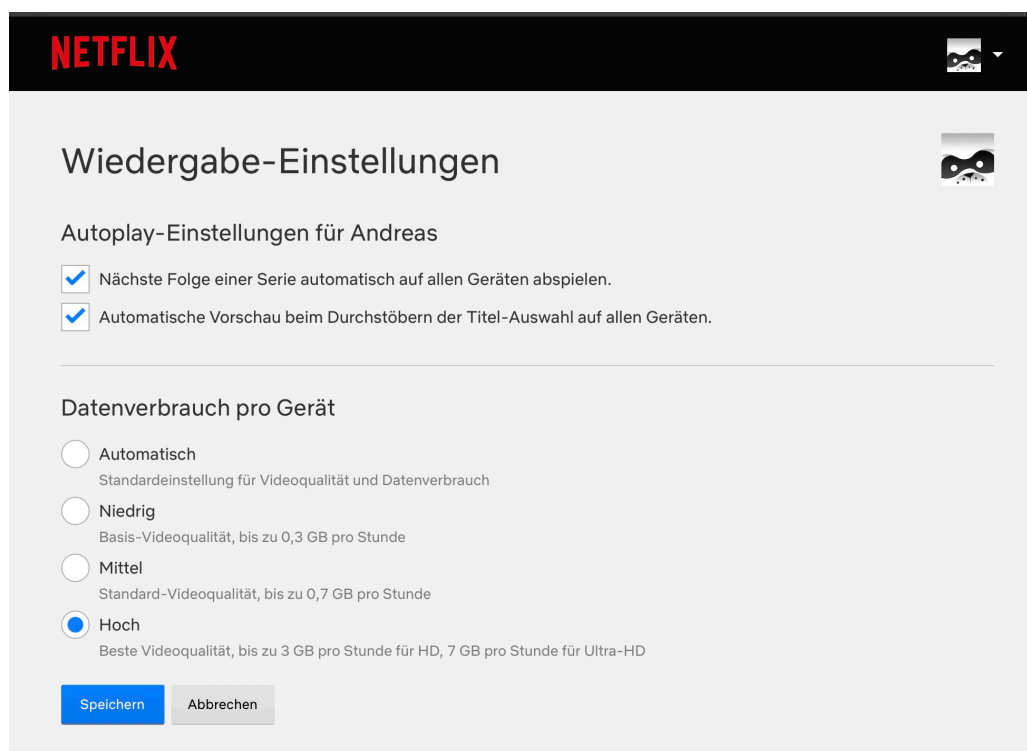 NETFLIX
Wiedergabe-Einstellungen
Autoplay-Einstellungen für Andreas
Nächste Folge einer Serie automatisch auf allen Geräten abspielen.
Automatische Vorschau beim Durchstöbern der Titel-Auswahl auf allen Geräten.
Datenverbrauch pro Gerät
Automatisch
Standardeinstellung für Videoqualität und Datenverbrauch
Niedrig
Basis-Videoqualität, bis zu 0,3 GB pro Stunde
Mittel
Standard-Videoqualität, bis zu 0,7 GB pro Stunde
Hoch
Beste Videoqualität, bis zu 3 GB pro Stunde für HD, 7 GB pro Stunde für Ultra-HD
Speichern Abbrechen